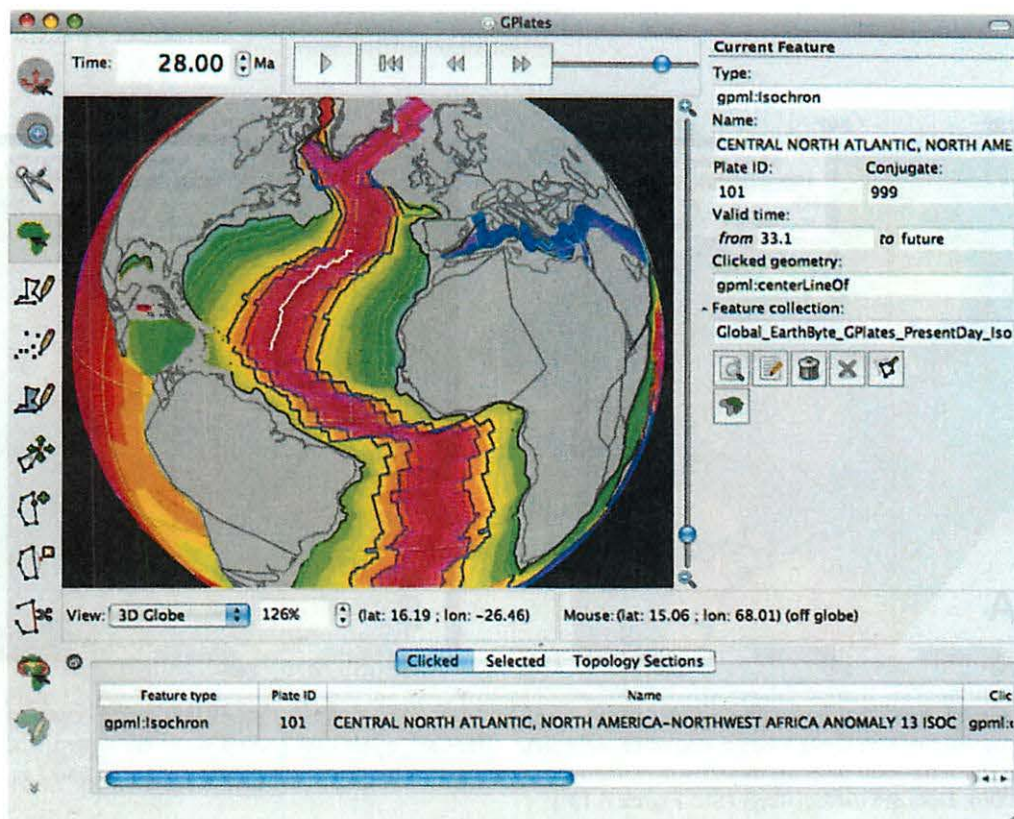 GPlates
Time: 28.00 Ma
Current Feature
Type:
gpml:Isochron
Name:
CENTRAL NORTH ATLANTIC, NORTH AME
Plate ID: Conjugate:
101 999
Valid time:
from 33.1 to future
Clicked geometry:
gpml:centerLineOf
Feature collection:
Global_EarthByte_GPlates_PresentDay_Iso
View: 3D Globe 126% (lat: 16.19 ; lon: -26.46) Mouse: (lat: 15.06 ; lon: 68.01) (off globe)
Clicked Selected Topology Sections
Feature type Plate ID Name Clic
gpml:Isochron 101 CENTRAL NORTH ATLANTIC, NORTH AMERICA-NORTHWEST AFRICA ANOMALY 13 ISOC gpml:c